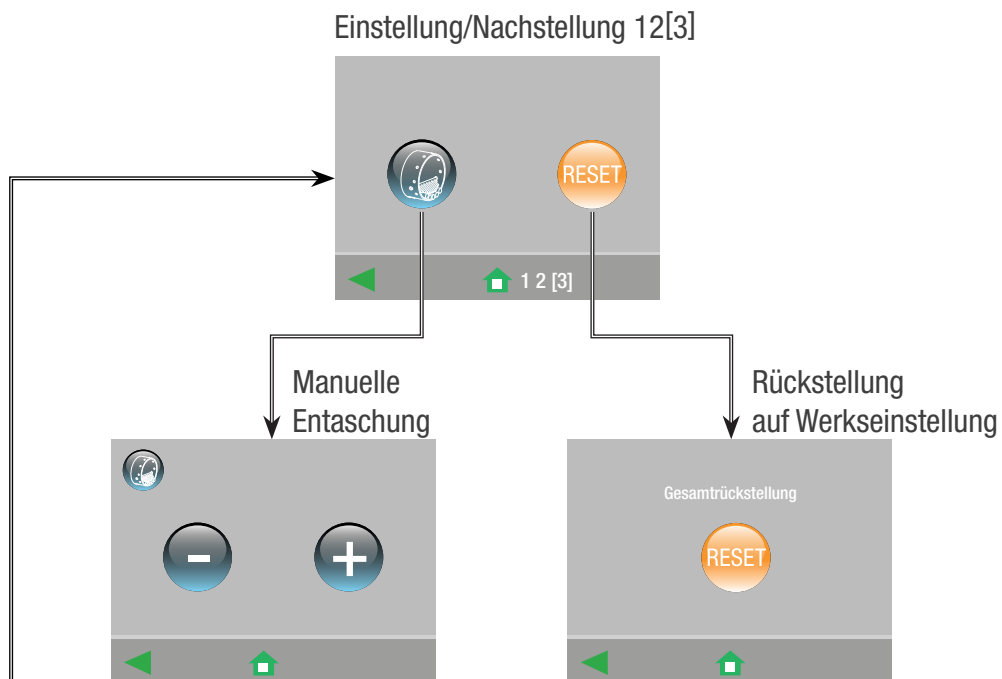 Einstellung/Nachstellung 12[3]
RESET
1 2 [3]
Manuelle
Entaschung
Rückstellung
auf Werkseinstellung
- +
Gesamtrückstellung
RESET